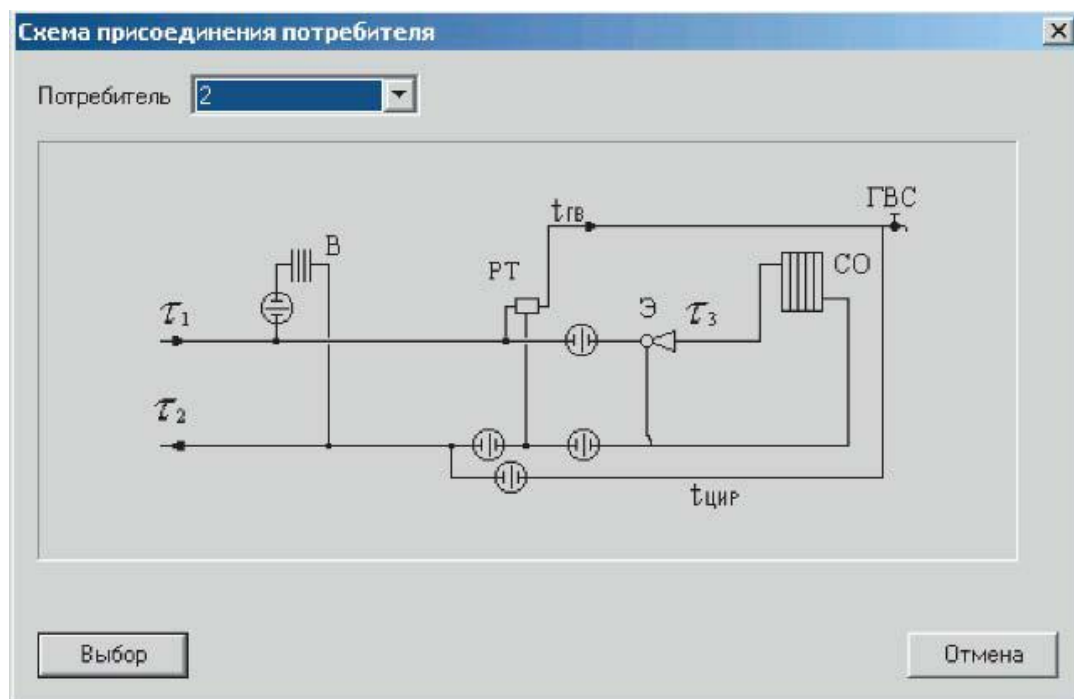 Схема присоединения потребителя
Потребитель 2
tГВ
ГВС
В
РТ
СО
Э
τ1
τ3
τ2
tЦИР
Выбор
Отмена